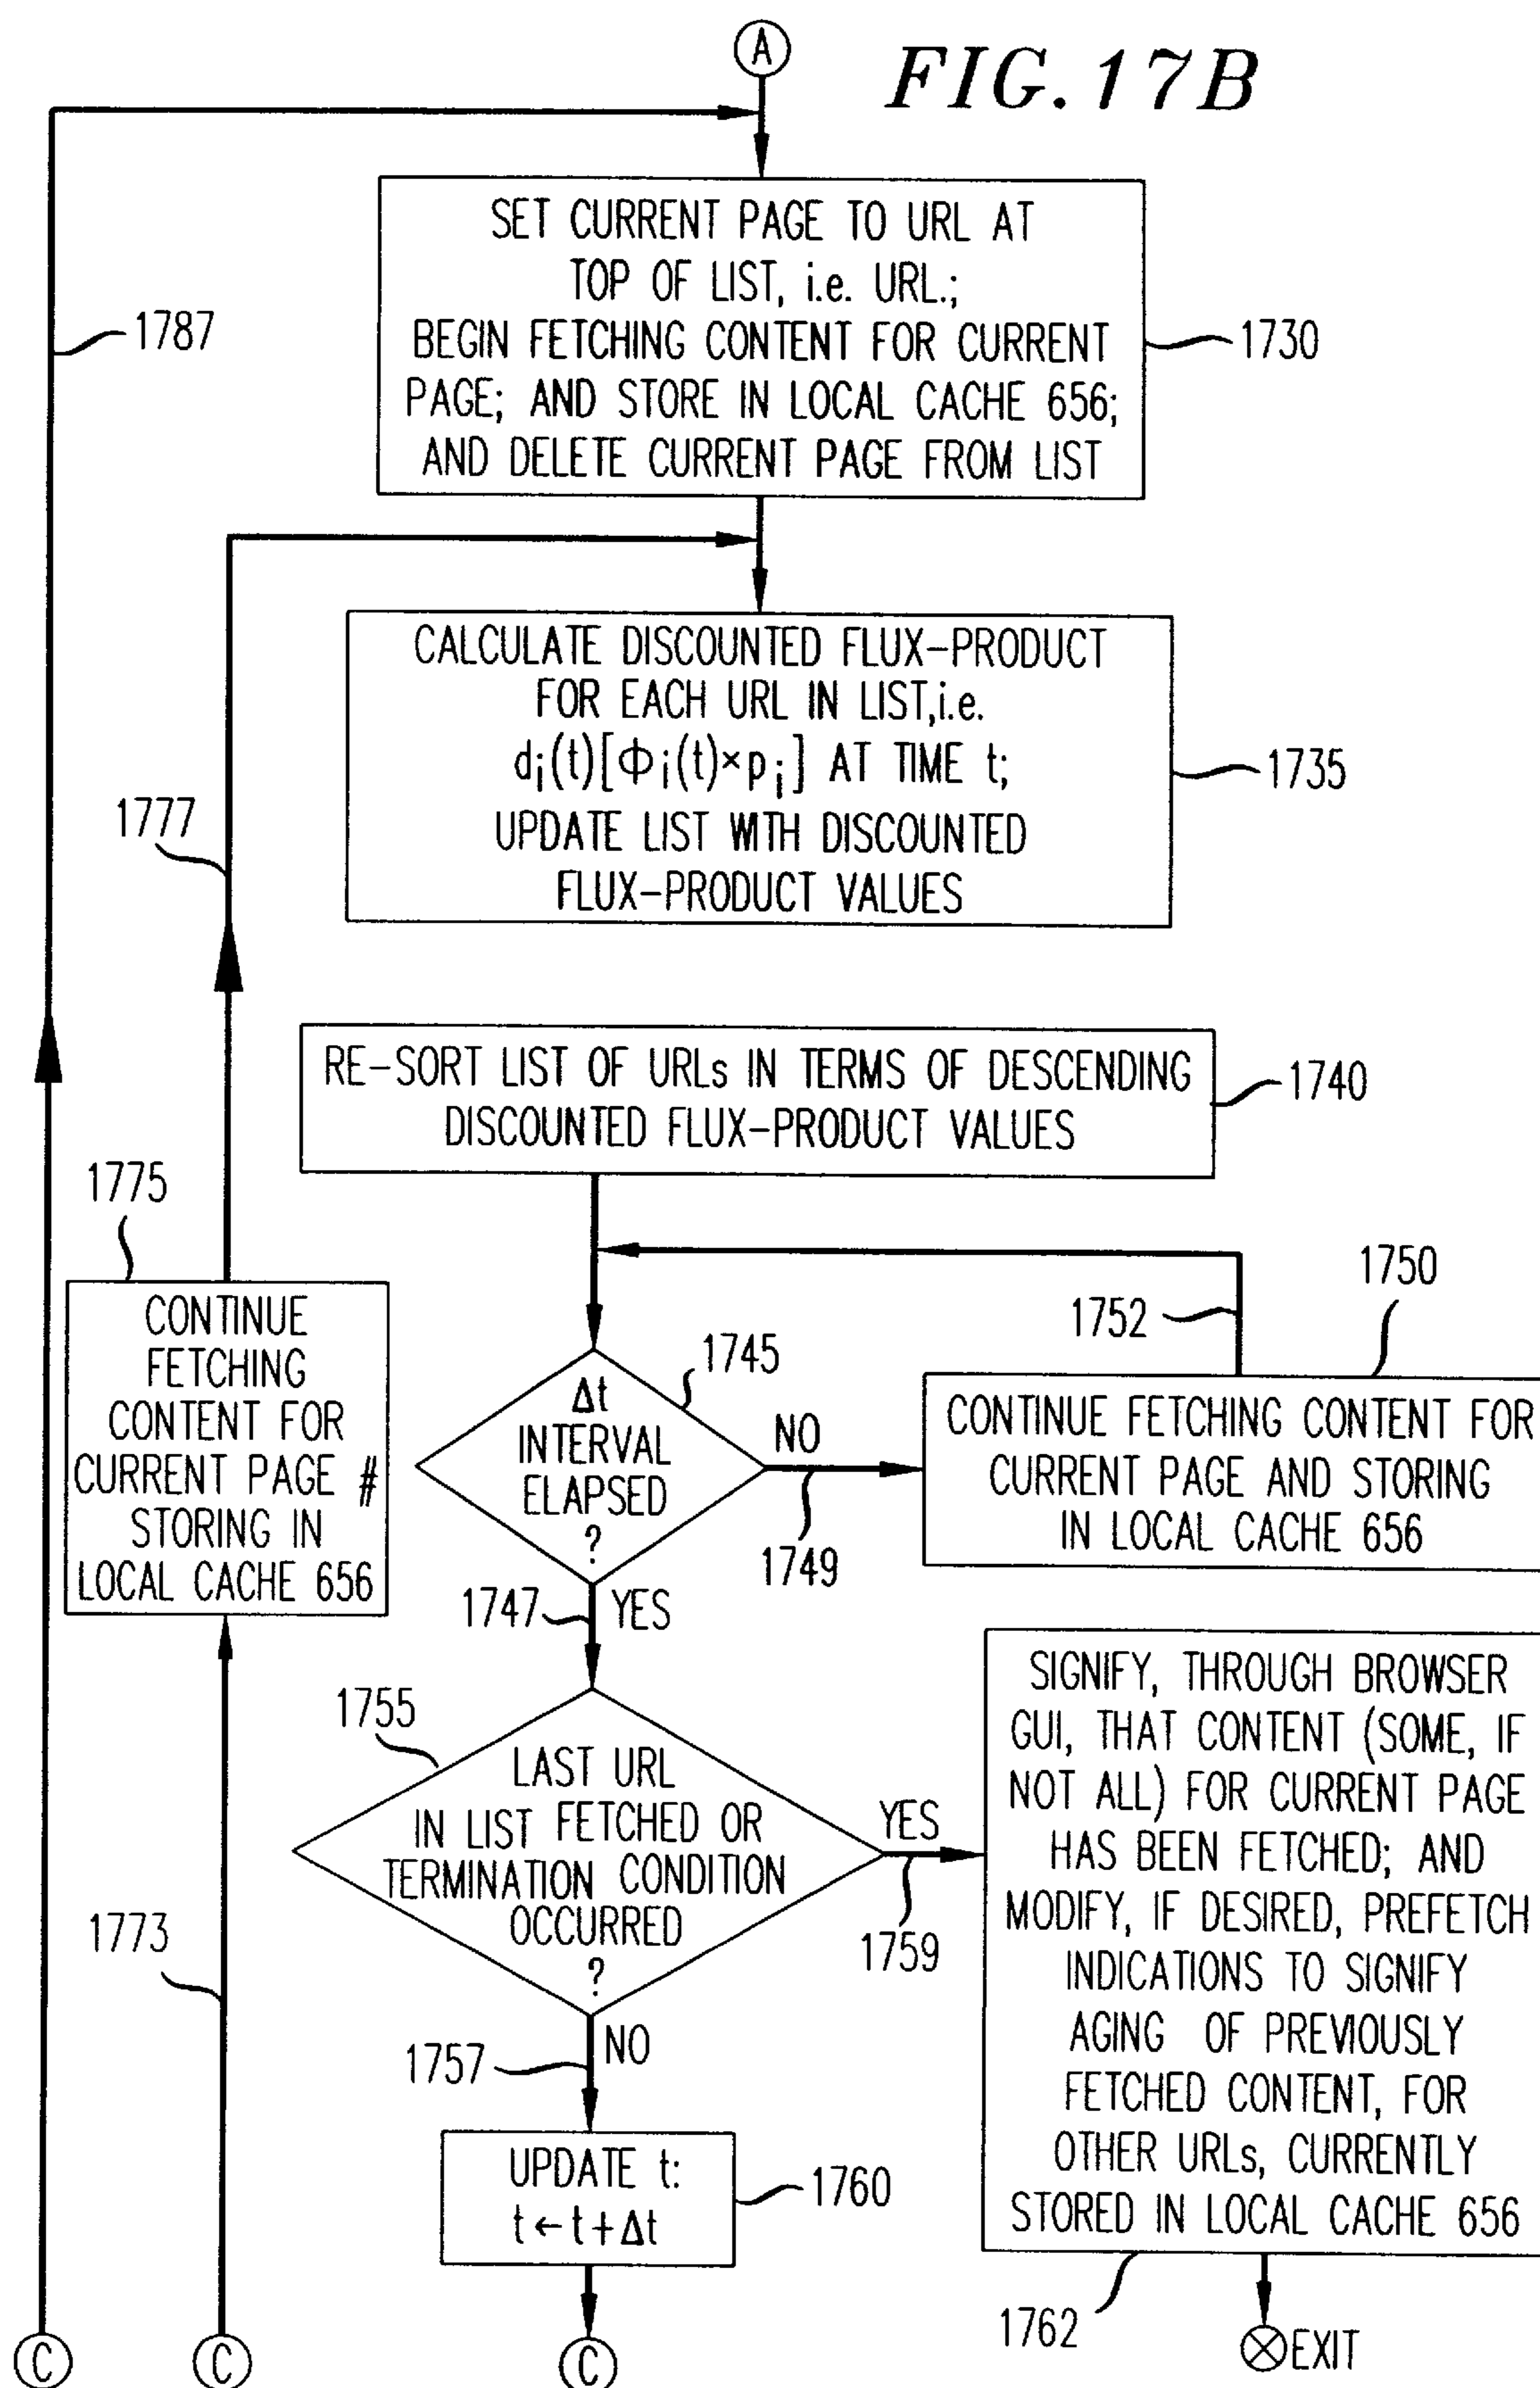 A
FIG. 17B
1787
SET CURRENT PAGE TO URL AT
TOP OF LIST, i.e. URL.;
BEGIN FETCHING CONTENT FOR CURRENT
PAGE; AND STORE IN LOCAL CACHE 656;
AND DELETE CURRENT PAGE FROM LIST
1730
CALCULATE DISCOUNTED FLUX-PRODUCT
FOR EACH URL IN LIST,i.e.
di(t)[Φi(t)×pi] AT TIME t;
UPDATE LIST WITH DISCOUNTED
FLUX-PRODUCT VALUES
1735
1777
RE-SORT LIST OF URLs IN TERMS OF DESCENDING
DISCOUNTED FLUX-PRODUCT VALUES
1740
1775
CONTINUE
FETCHING
CONTENT FOR
CURRENT PAGE #
STORING IN
LOCAL CACHE 656
1745
Δt
INTERVAL
ELAPSED
?
NO
1749
1752
1750
CONTINUE FETCHING CONTENT FOR
CURRENT PAGE AND STORING
IN LOCAL CACHE 656
1747
YES
1755
LAST URL
IN LIST FETCHED OR
TERMINATION CONDITION
OCCURRED
?
YES
1759
SIGNIFY, THROUGH BROWSER
GUI, THAT CONTENT (SOME, IF
NOT ALL) FOR CURRENT PAGE
HAS BEEN FETCHED; AND
MODIFY, IF DESIRED, PREFETCH
INDICATIONS TO SIGNIFY
AGING OF PREVIOUSLY
FETCHED CONTENT, FOR
OTHER URLs, CURRENTLY
STORED IN LOCAL CACHE 656
1773
1757
NO
UPDATE t:
t←t+Δt
1760
1762
EXIT
C
C
C